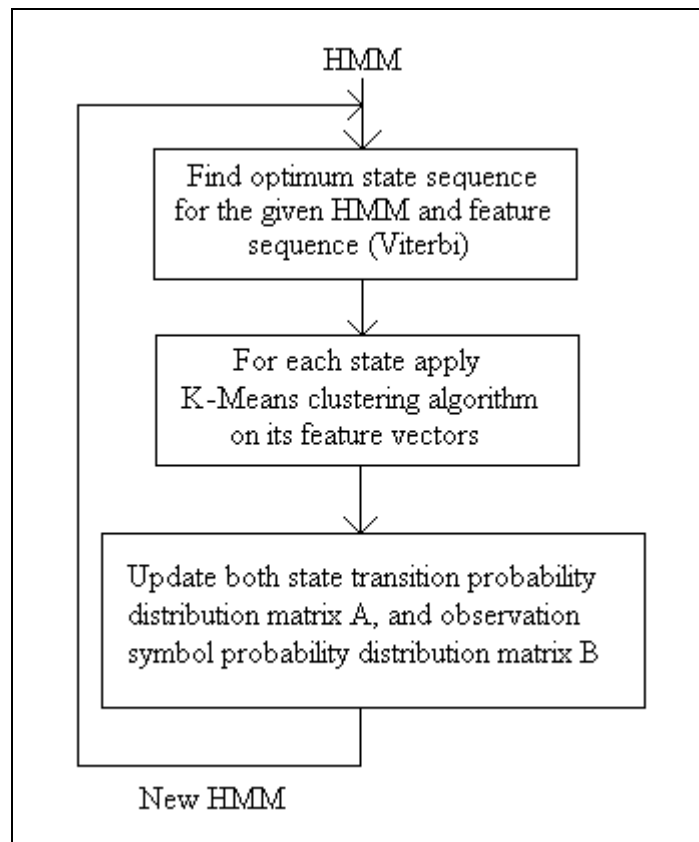 HMM
Find optimum state sequence
for the given HMM and feature
sequence (Viterbi)
For each state apply
K-Means clustering algorithm
on its feature vectors
Update both state transition probability
distribution matrix A, and observation
symbol probability distribution matrix B
New HMM